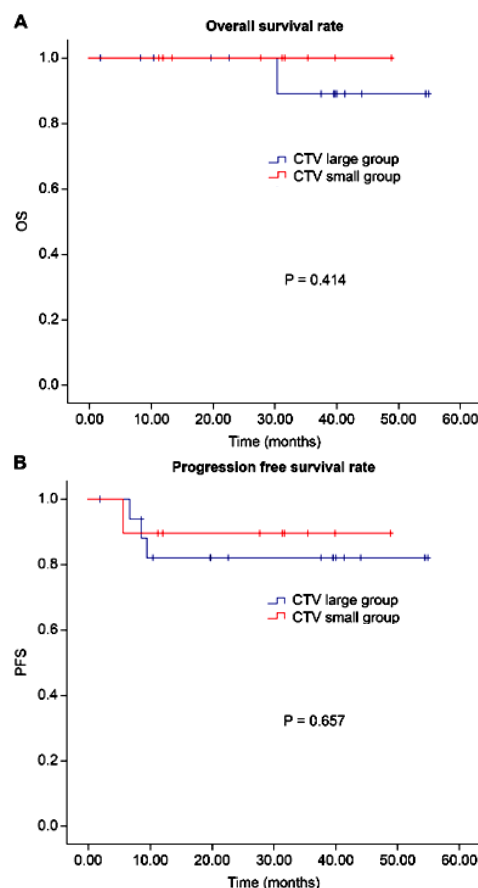 A
Overall survival rate
1.0
0.8
0.6
0.4
0.2
0.0
OS
CTV large group
CTV small group
P = 0.414
0.00 10.00 20.00 30.00 40.00 50.00 60.00
Time (months)
B
Progression free survival rate
1.0
0.8
0.6
0.4
0.2
0.0
PFS
CTV large group
CTV small group
P = 0.657
0.00 10.00 20.00 30.00 40.00 50.00 60.00
Time (months)